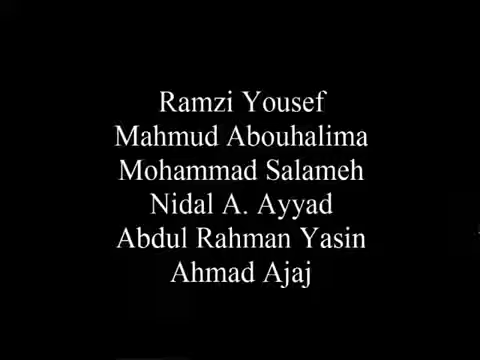 Ramzi Yousef
Mahmud Abouhalima
Mohammad Salameh
Nidal A. Ayyad
Abdul Rahman Yasin
Ahmad Ajaj